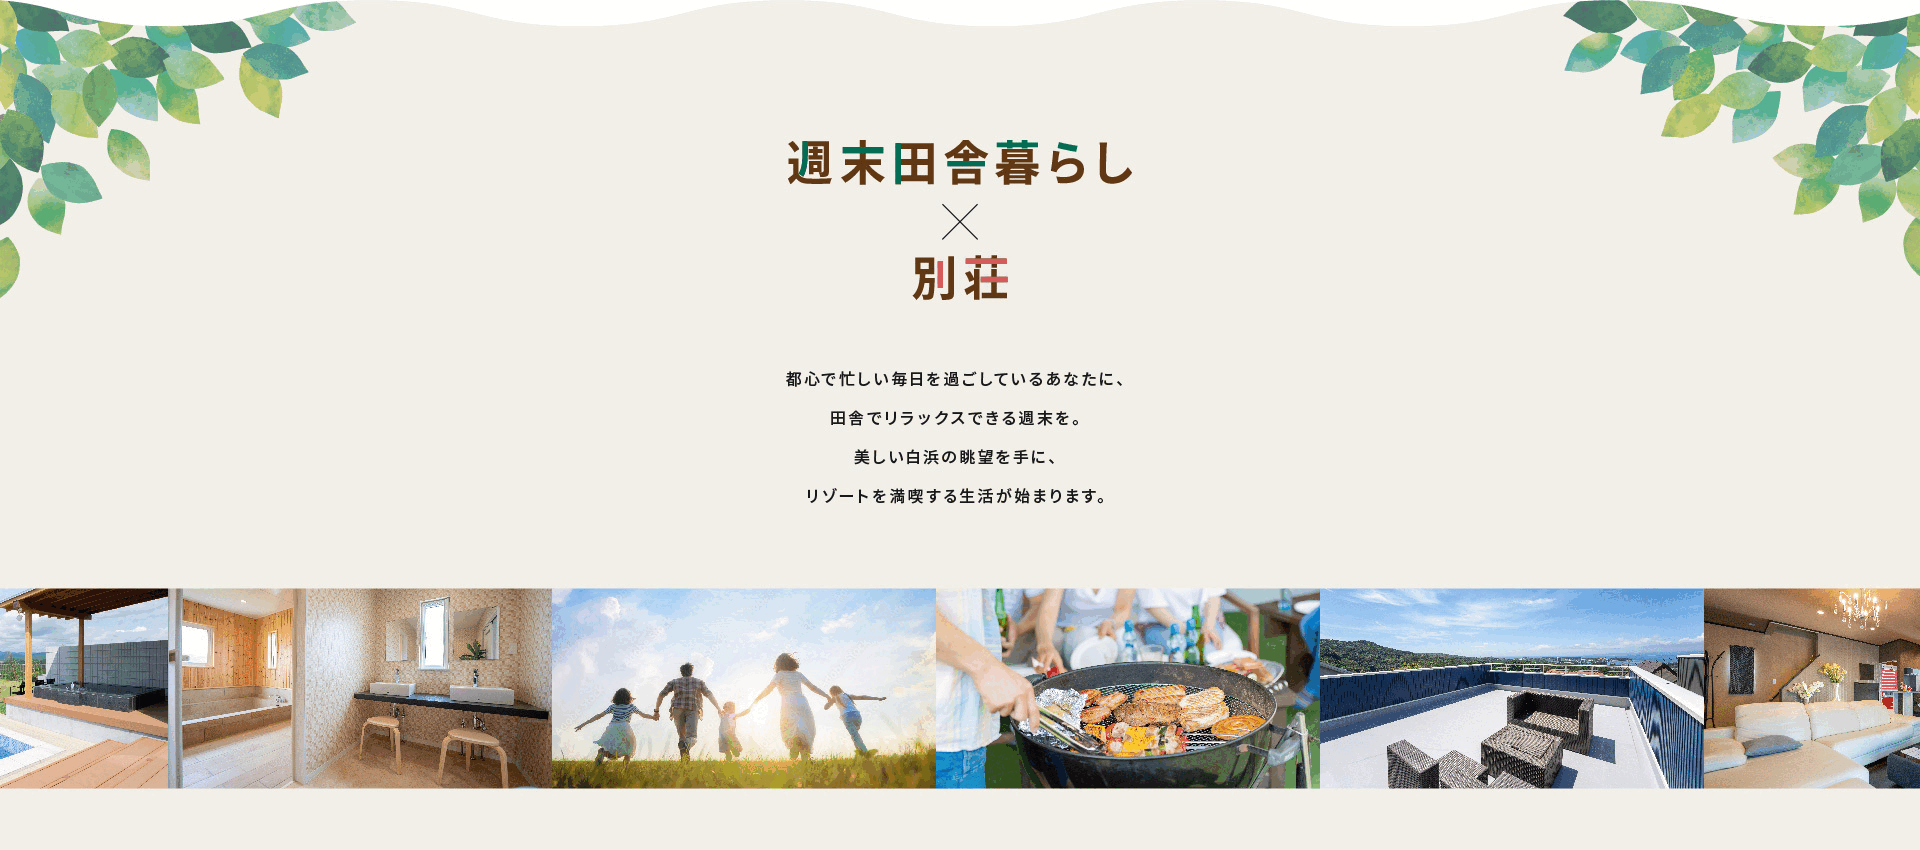 週末田舎暮らし
×
別荘
都心で忙しい毎日を過ごしているあなたに、
田舎でリラックスできる週末を。
美しい白浜の眺望を手に、
リゾートを満喫する生活が始まります。